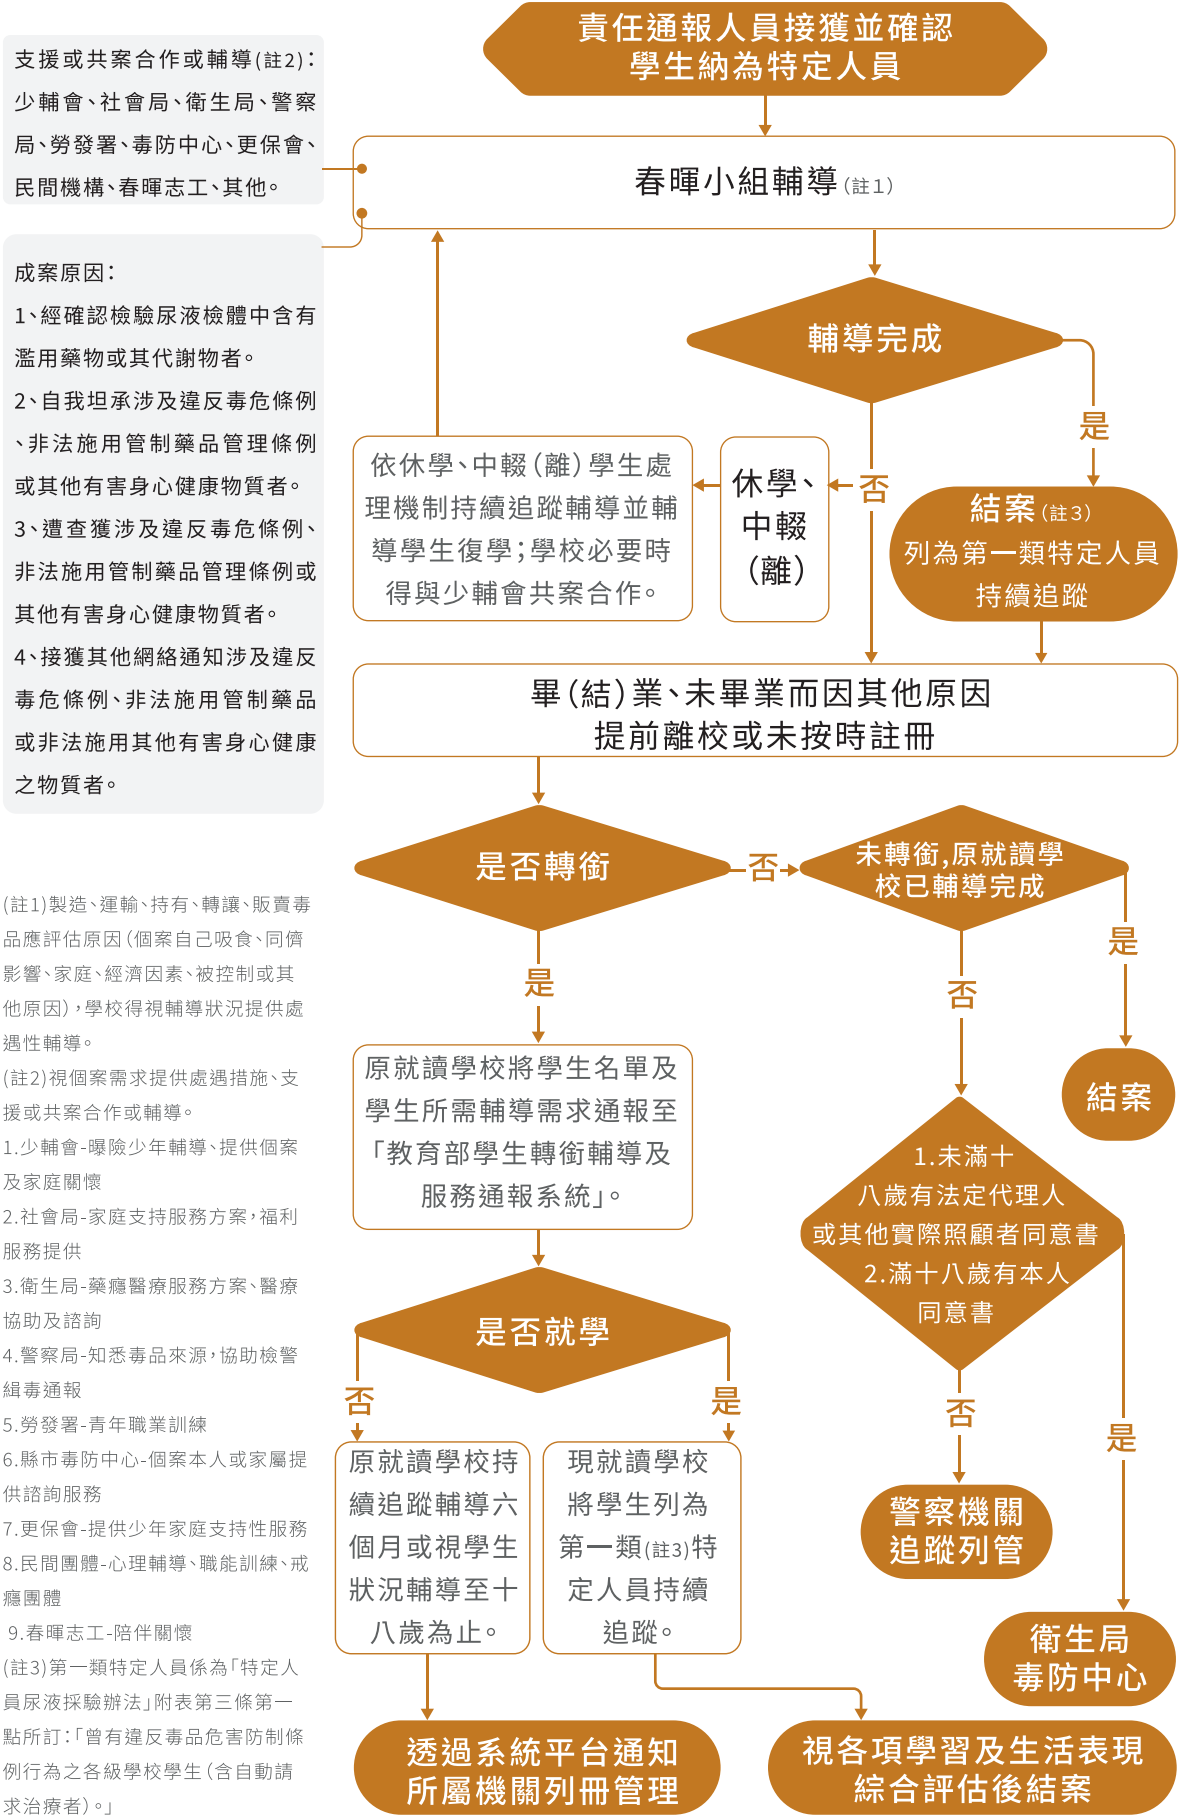 責任通報人員接獲並確認
學生納為特定人員
支援或共案合作或輔導(註2)：
少輔會、社會局、衛生局、警察
局、勞發署、毒防中心、更保會、
民間機構、春暉志工、其他。
春暉小組輔導（註1）
成案原因：
1、經確認檢驗尿液檢體中含有
濫用藥物或其代謝物者。
2、自我坦承涉及違反毒危條例
、非法施用管制藥品管理條例
或其他有害身心健康物質者。
3、遭查獲涉及違反毒危條例、
非法施用管制藥品管理條例或
其他有害身心健康物質者。
4、接獲其他網絡通知涉及違反
毒危條例、非法施用管制藥品
或非法施用其他有害身心健康
之物質者。
輔導完成
是
否
結案（註3）
列為第一類特定人員
持續追蹤
休學、
中輟
（離）
依休學、中輟（離）學生處
理機制持續追蹤輔導並輔
導學生復學；學校必要時
得與少輔會共案合作。
畢（結）業、未畢業而因其他原因
提前離校或未按時註冊
是否轉銜
否
未轉銜,原就讀學
校已輔導完成
是
是
否
結案
原就讀學校將學生名單及
學生所需輔導需求通報至
「教育部學生轉銜輔導及
服務通報系統」。
1.未滿十
八歲有法定代理人
或其他實際照顧者同意書
2.滿十八歲有本人
同意書
是否就學
否
是
否
是
原就讀學校持
續追蹤輔導六
個月或視學生
狀況輔導至十
八歲為止。
現就讀學校
將學生列為
第一類(註3)特
定人員持續
追蹤。
警察機關
追蹤列管
衛生局
毒防中心
透過系統平台通知
所屬機關列冊管理
視各項學習及生活表現
綜合評估後結案
(註1)製造、運輸、持有、轉讓、販賣毒
品應評估原因（個案自己吸食、同儕
影響、家庭、經濟因素、被控制或其
他原因），學校得視輔導狀況提供處
遇性輔導。
(註2)視個案需求提供處遇措施、支
援或共案合作或輔導。
1.少輔會-曝險少年輔導、提供個案
及家庭關懷
2.社會局-家庭支持服務方案，福利
服務提供
3.衛生局-藥癮醫療服務方案、醫療
協助及諮詢
4.警察局-知悉毒品來源，協助檢警
緝毒通報
5.勞發署-青年職業訓練
6.縣市毒防中心-個案本人或家屬提
供諮詢服務
7.更保會-提供少年家庭支持性服務
8.民間團體-心理輔導、職能訓練、戒
癮團體
9.春暉志工-陪伴關懷
(註3)第一類特定人員係為「特定人
員尿液採驗辦法」附表第三條第一
點所訂：「曾有違反毒品危害防制條
例行為之各級學校學生（含自動請
求治療者）。」